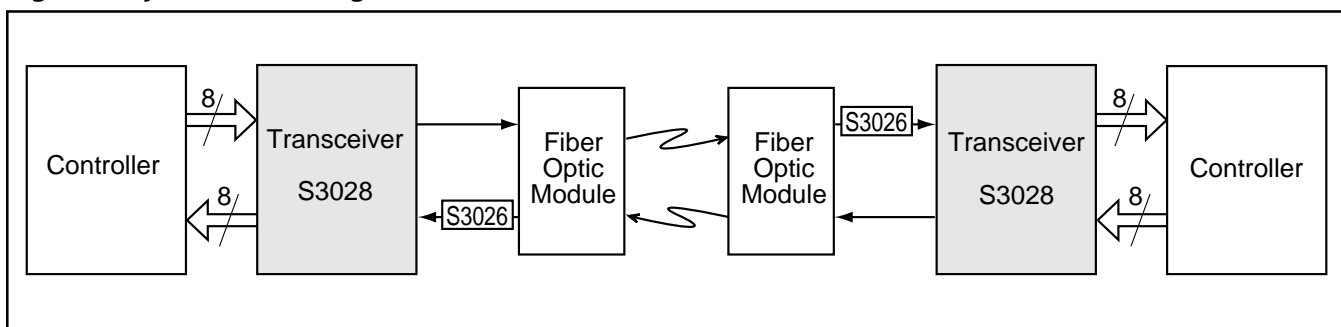 8
Controller
8
Transceiver
S3028
S3026
Fiber
Optic
Module
Fiber
Optic
Module
S3026
Transceiver
S3028
8
8
Controller